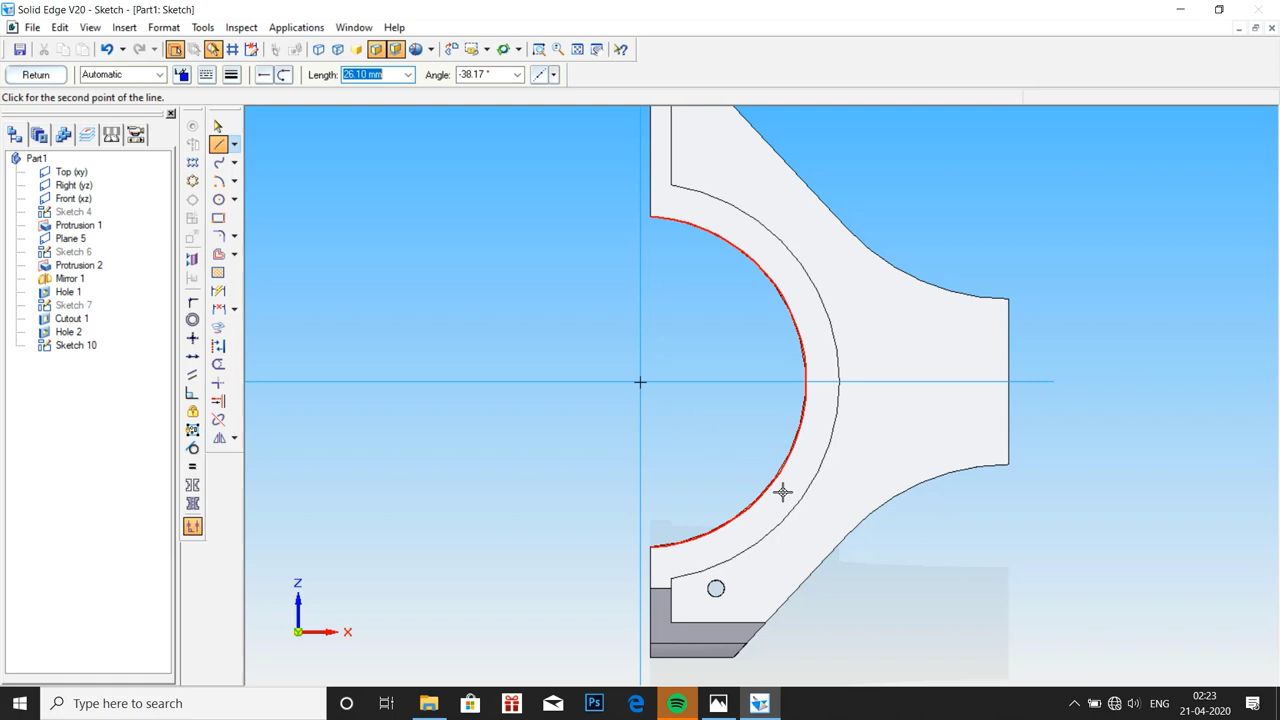 Solid Edge V20 - Sketch - [Part1: Sketch]
File Edit View Insert Format Tools Inspect Applications Window Help
Return Automatic Length: 26.10 mm Angle: -38.17 °
Click for the second point of the line.
Part1
Top (xy)
Right (yz)
Front (xz)
Sketch 4
Protrusion 1
Plane 5
Sketch 6
Protrusion 2
Mirror 1
Hole 1
Sketch 7
Cutout 1
Hole 2
Sketch 10
Z
X
Type here to search
Ps
ENG
02:23
21-04-2020